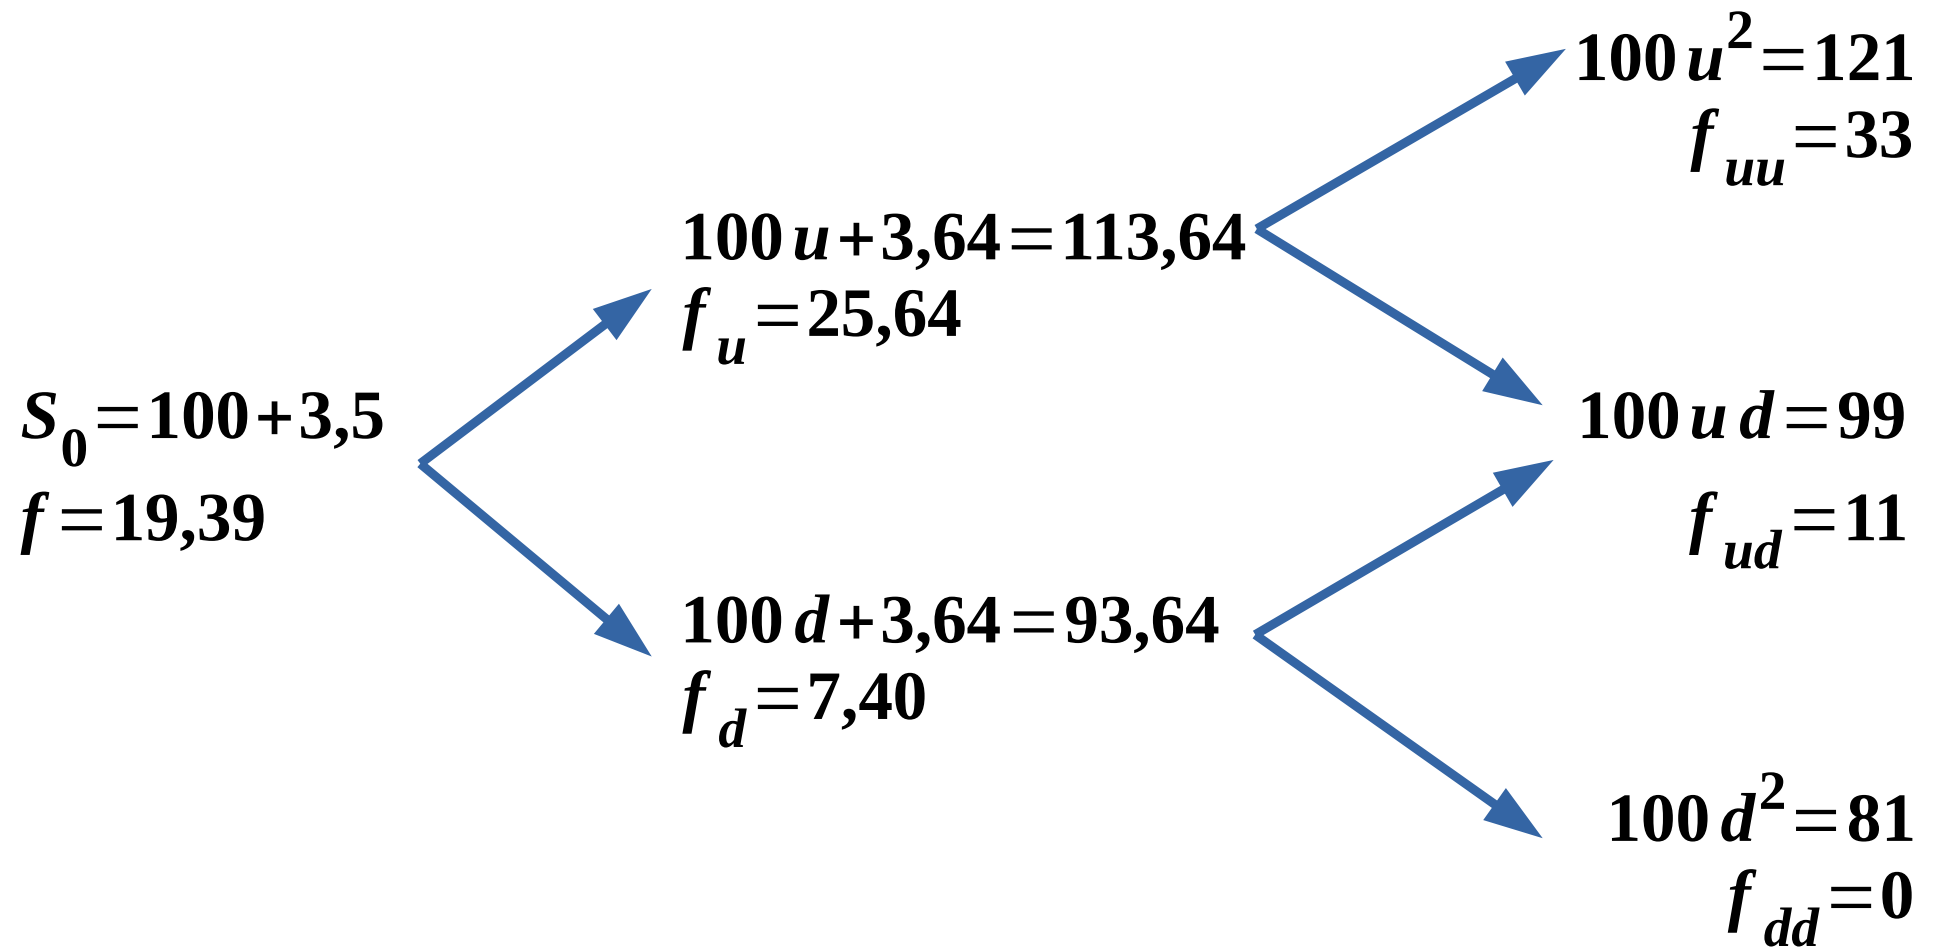 S₀=100+3,5
f=19,39
100u+3,64=113,64
f_u=25,64
100d+3,64=93,64
f_d=7,40
100u²=121
f_uu=33
100ud=99
f_ud=11
100d²=81
f_dd=0